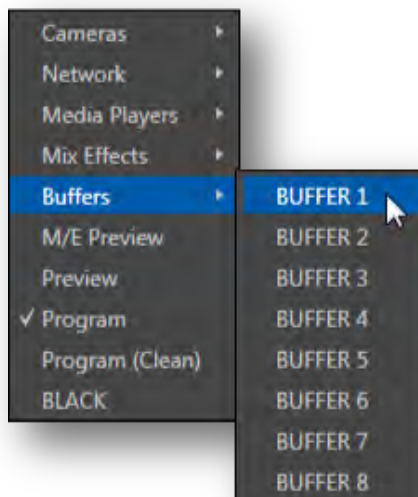 Cameras
Network
Media Players
Mix Effects
Buffers
M/E Preview
Preview
✓ Program
Program (Clean)
BLACK
BUFFER 1
BUFFER 2
BUFFER 3
BUFFER 4
BUFFER 5
BUFFER 6
BUFFER 7
BUFFER 8